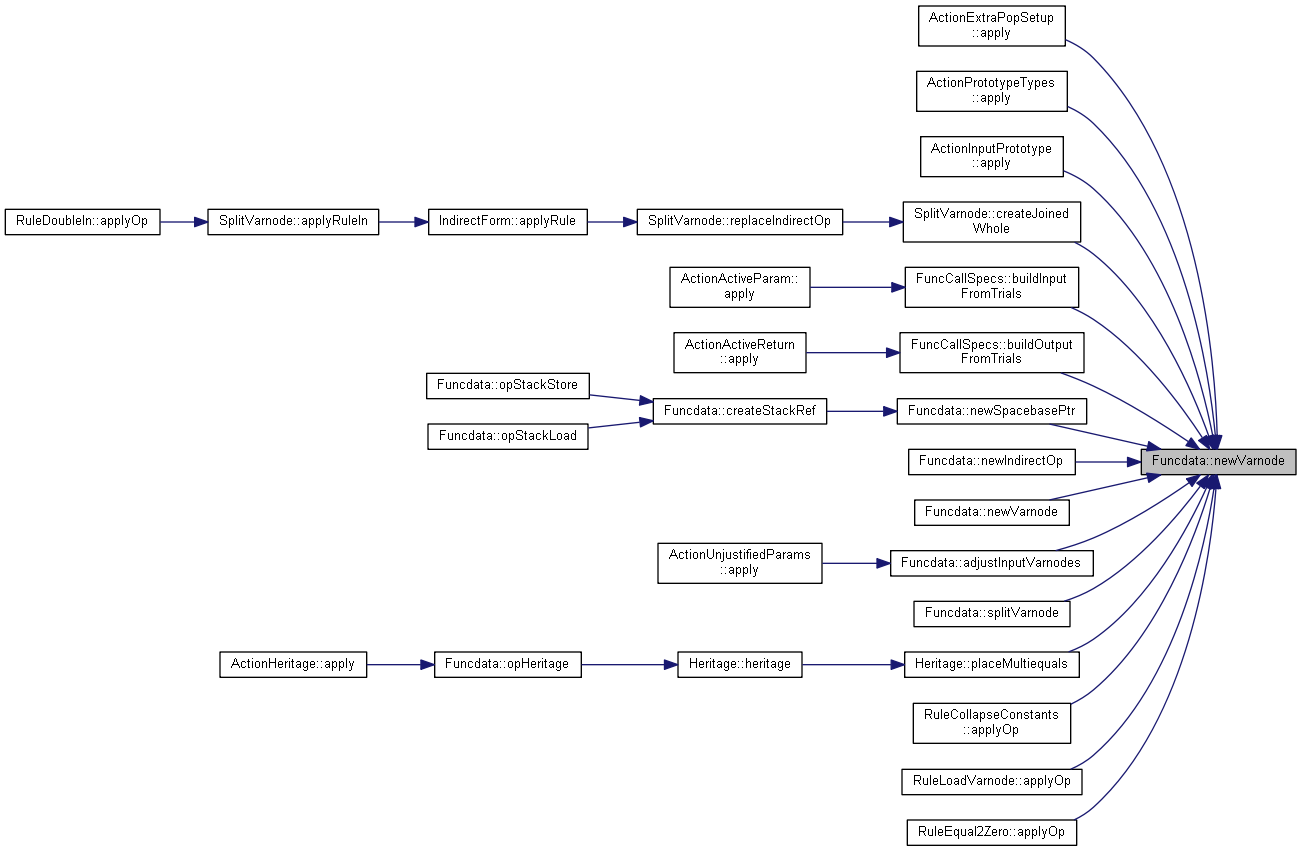 ActionExtraPopSetup
::apply
ActionPrototypeTypes
::apply
ActionInputPrototype
::apply
RuleDoubleIn::applyOp
SplitVarnode::applyRuleIn
IndirectForm::applyRule
SplitVarnode::replaceIndirectOp
SplitVarnode::createJoined
Whole
ActionActiveParam::
apply
FuncCallSpecs::buildInput
FromTrials
ActionActiveReturn
::apply
FuncCallSpecs::buildOutput
FromTrials
Funcdata::opStackStore
Funcdata::opStackLoad
Funcdata::createStackRef
Funcdata::newSpacebasePtr
Funcdata::newIndirectOp
Funcdata::newVarnode
Funcdata::newVarnode
ActionUnjustifiedParams
::apply
Funcdata::adjustInputVarnodes
Funcdata::splitVarnode
ActionHeritage::apply
Funcdata::opHeritage
Heritage::heritage
Heritage::placeMultiequals
RuleCollapseConstants
::applyOp
RuleLoadVarnode::applyOp
RuleEqual2Zero::applyOp